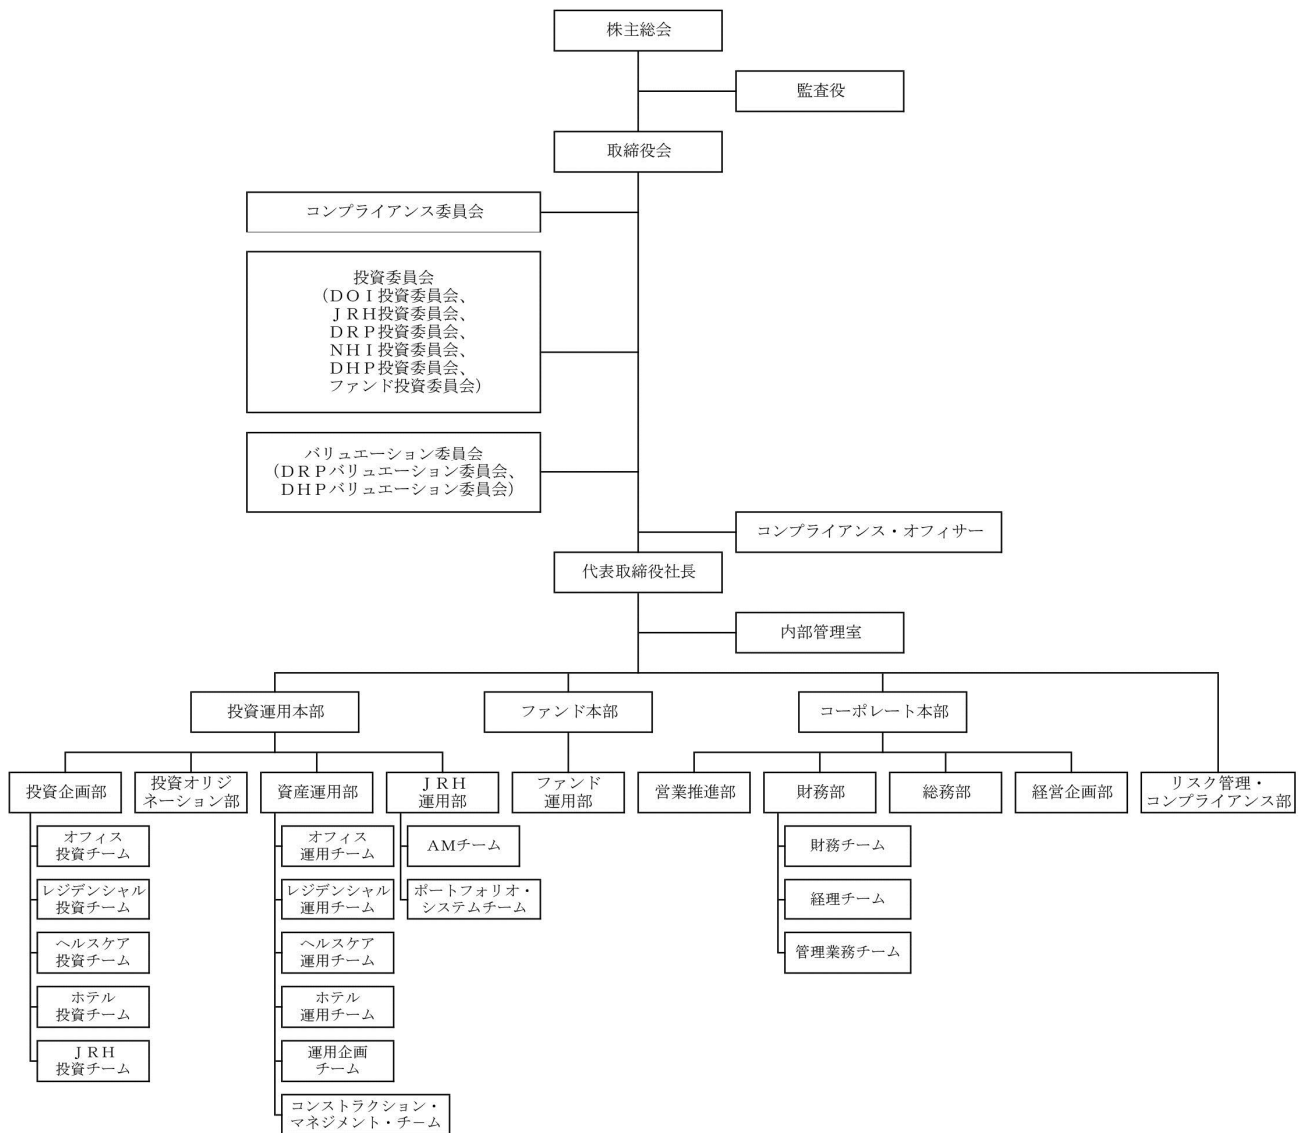 株主総会
監査役
取締役会
コンプライアンス委員会
投資委員会
（ＤＯＩ投資委員会、
ＪＲＨ投資委員会、
ＤＲＰ投資委員会、
ＮＨＩ投資委員会、
ＤＨＰ投資委員会、
ファンド投資委員会）
バリュエーション委員会
（ＤＲＰバリュエーション委員会、
ＤＨＰバリュエーション委員会）
コンプライアンス・オフィサー
代表取締役社長
内部管理室
投資運用本部
ファンド本部
コーポレート本部
投資企画部
投資オリジ
ネーション部
資産運用部
ＪＲＨ
運用部
ファンド
運用部
営業推進部
財務部
総務部
経営企画部
リスク管理・
コンプライアンス部
オフィス
投資チーム
レジデンシャル
投資チーム
ヘルスケア
投資チーム
ホテル
投資チーム
ＪＲＨ
投資チーム
オフィス
運用チーム
レジデンシャル
運用チーム
ヘルスケア
運用チーム
ホテル
運用チーム
運用企画
チーム
コンストラクション・
マネジメント・チーム
ＡＭチーム
ポートフォリオ・
システムチーム
財務チーム
経理チーム
管理業務チーム